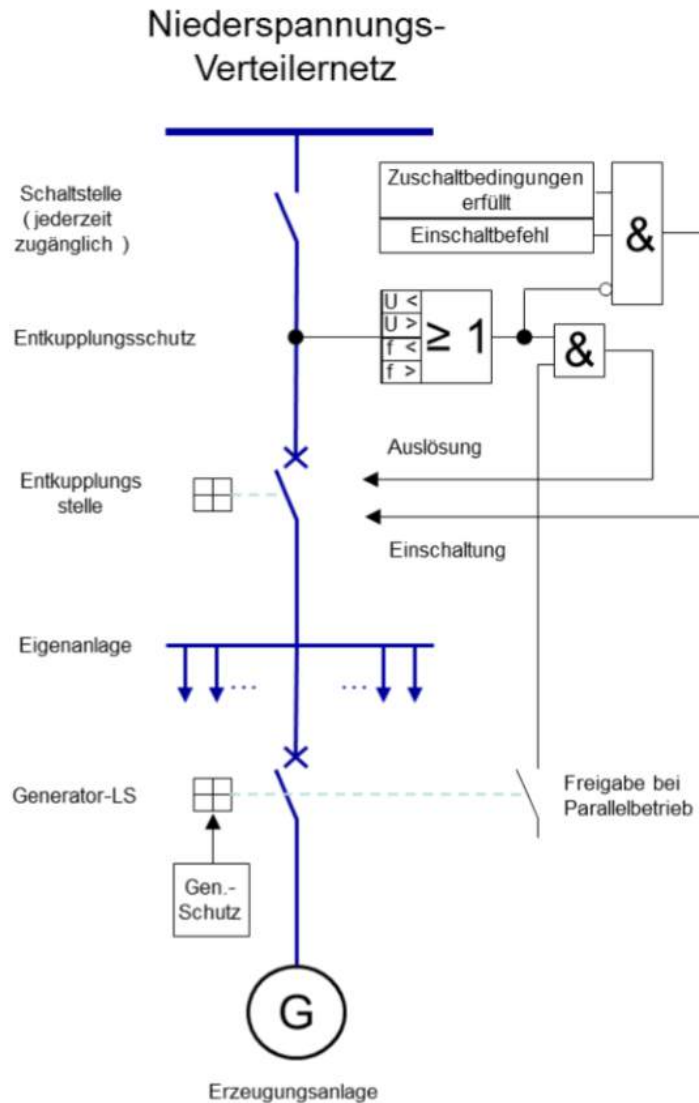 Niederspannungs-
Verteilernetz
Schaltstelle
( jederzeit
zugänglich )
Zuschaltbedingungen
erfüllt
Einschaltbefehl
&
Entkupplungsschutz
U <
U >
f <
f >
≥ 1
&
Auslösung
Entkupplungs
stelle
Einschaltung
Eigenanlage
... ...
Generator-LS
Freigabe bei
Parallelbetrieb
Gen.-
Schutz
G
Erzeugungsanlage